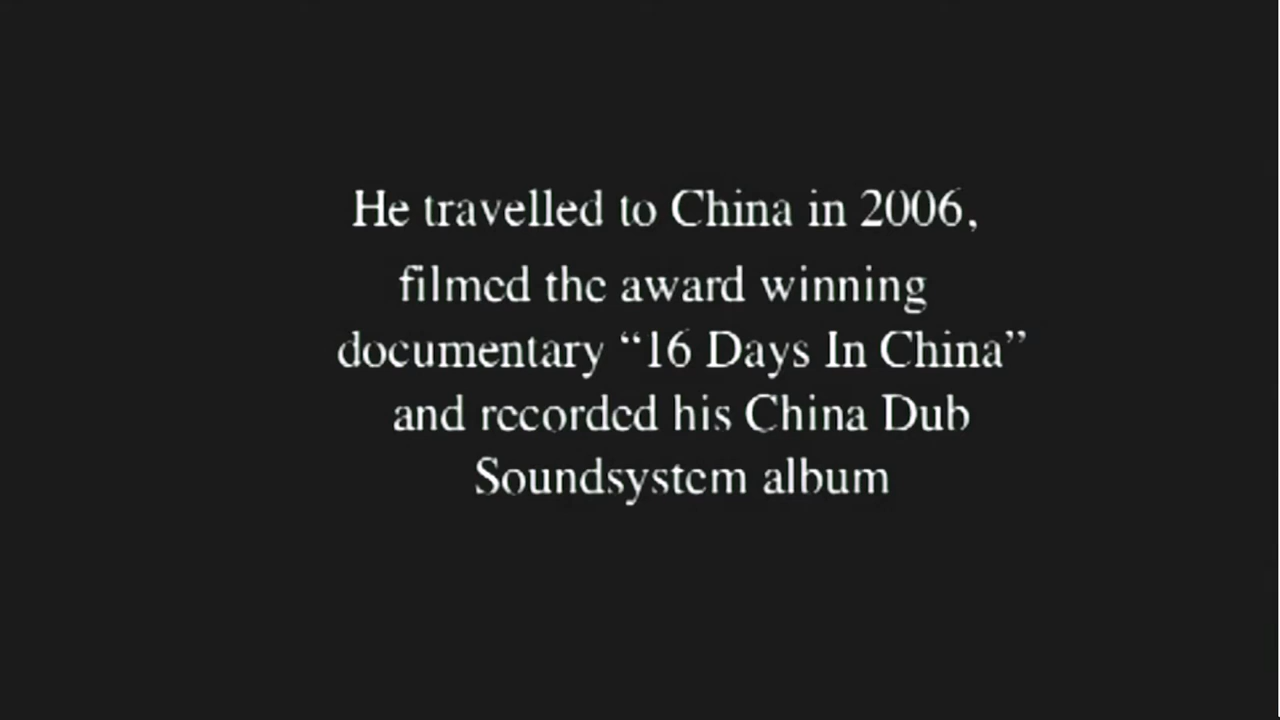 He travelled to China in 2006,
filmed the award winning
documentary “16 Days In China”
and recorded his China Dub
Soundsystem album